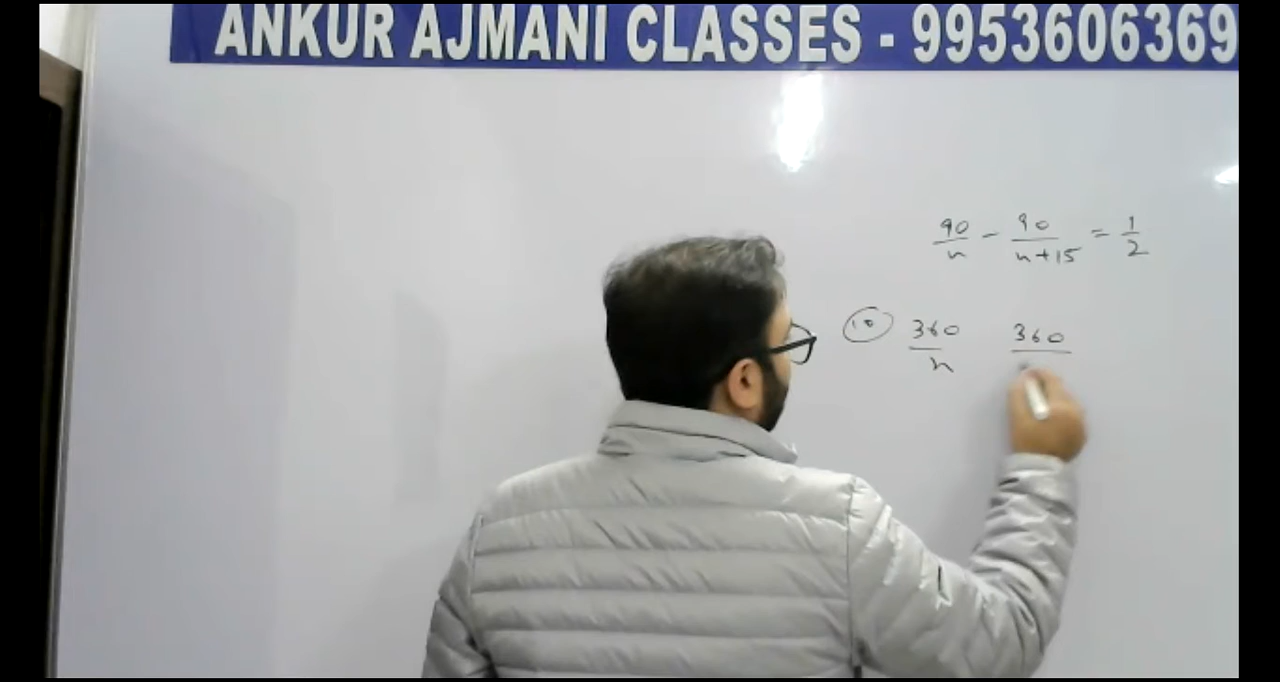 ANKUR AJMANI CLASSES - 9953606369
90/n - 90/n+15 = 1/2
10 360/n 360